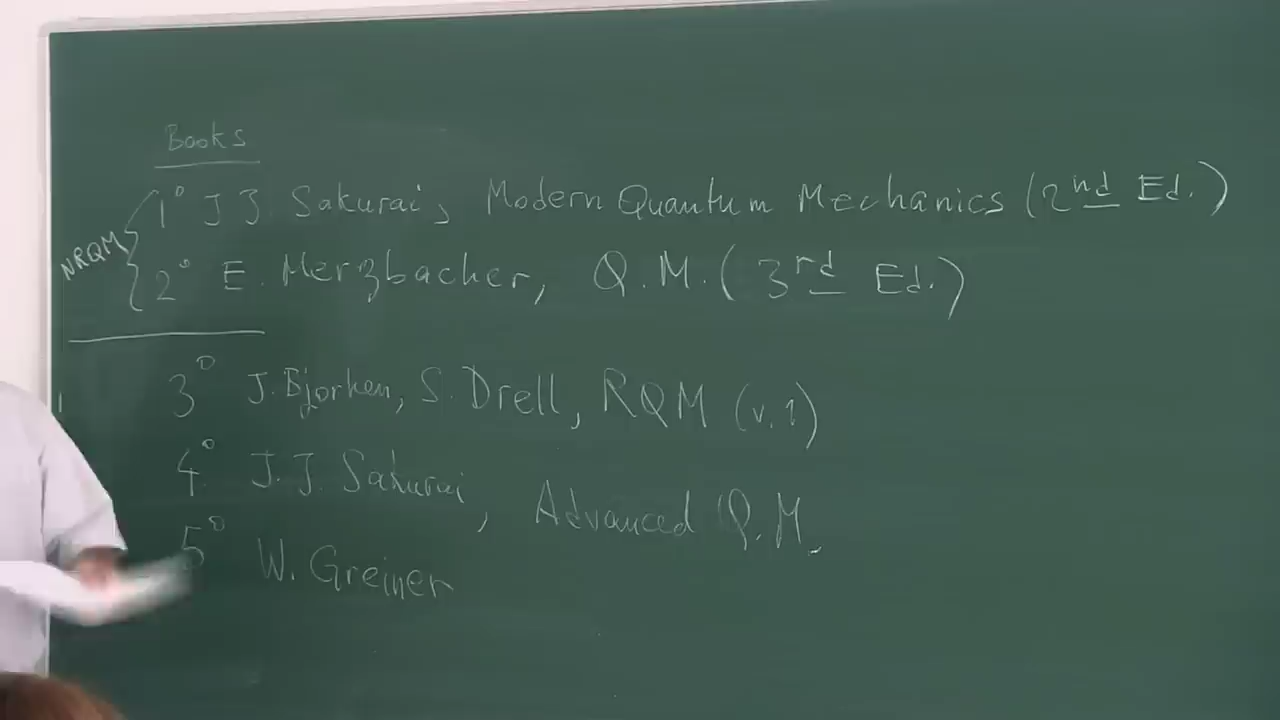 Books
NRQM
1° J J. Sakurai, Modern Quantum Mechanics (2nd Ed.)
2° E. Merzbacher, Q.M. (3rd Ed.)
3° J. Bjorken, S. Drell, RQM (v.1)
4° J.J. Sakurai, Advanced Q.M.
5° W. Greiner